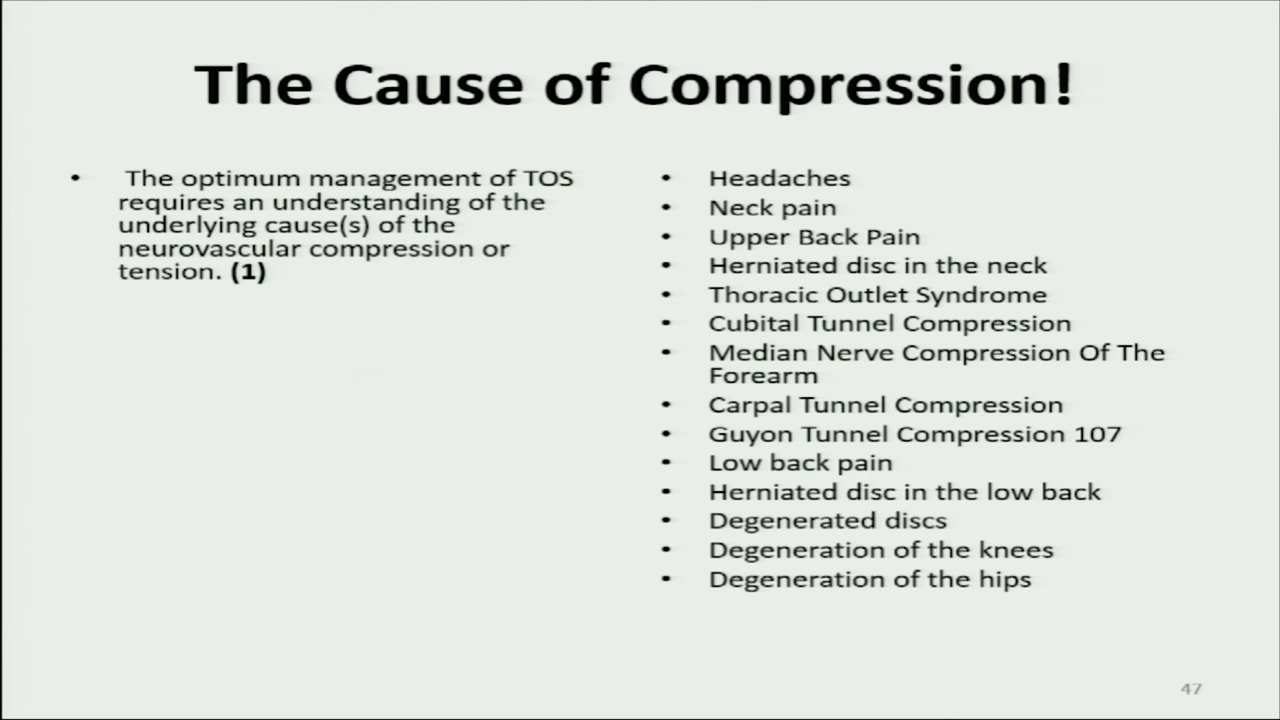 The Cause of Compression!
• The optimum management of TOS
requires an understanding of the
underlying cause(s) of the
neurovascular compression or
tension. (1)
• Headaches
• Neck pain
• Upper Back Pain
• Herniated disc in the neck
• Thoracic Outlet Syndrome
• Cubital Tunnel Compression
• Median Nerve Compression Of The
Forearm
• Carpal Tunnel Compression
• Guyon Tunnel Compression 107
• Low back pain
• Herniated disc in the low back
• Degenerated discs
• Degeneration of the knees
• Degeneration of the hips
47